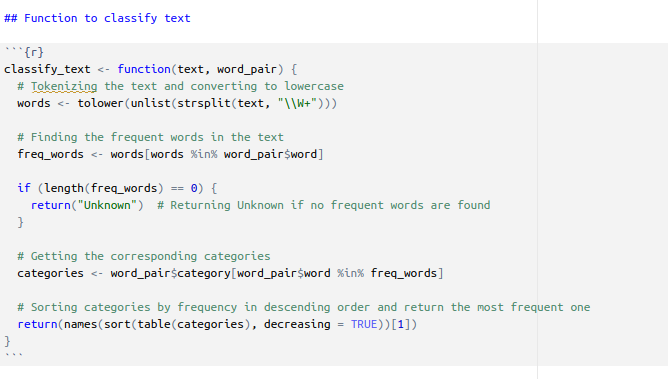 ## Function to classify text
```{r}
classify_text <- function(text, word_pair) {
  # Tokenizing the text and converting to lowercase
  words <- tolower(unlist(strsplit(text, "\\W+")))

  # Finding the frequent words in the text
  freq_words <- words[words %in% word_pair$word]

  if (length(freq_words) == 0) {
    return("Unknown")  # Returning Unknown if no frequent words are found
  }

  # Getting the corresponding categories
  categories <- word_pair$category[word_pair$word %in% freq_words]

  # Sorting categories by frequency in descending order and return the most frequent one
  return(names(sort(table(categories), decreasing = TRUE))[1])
}
```